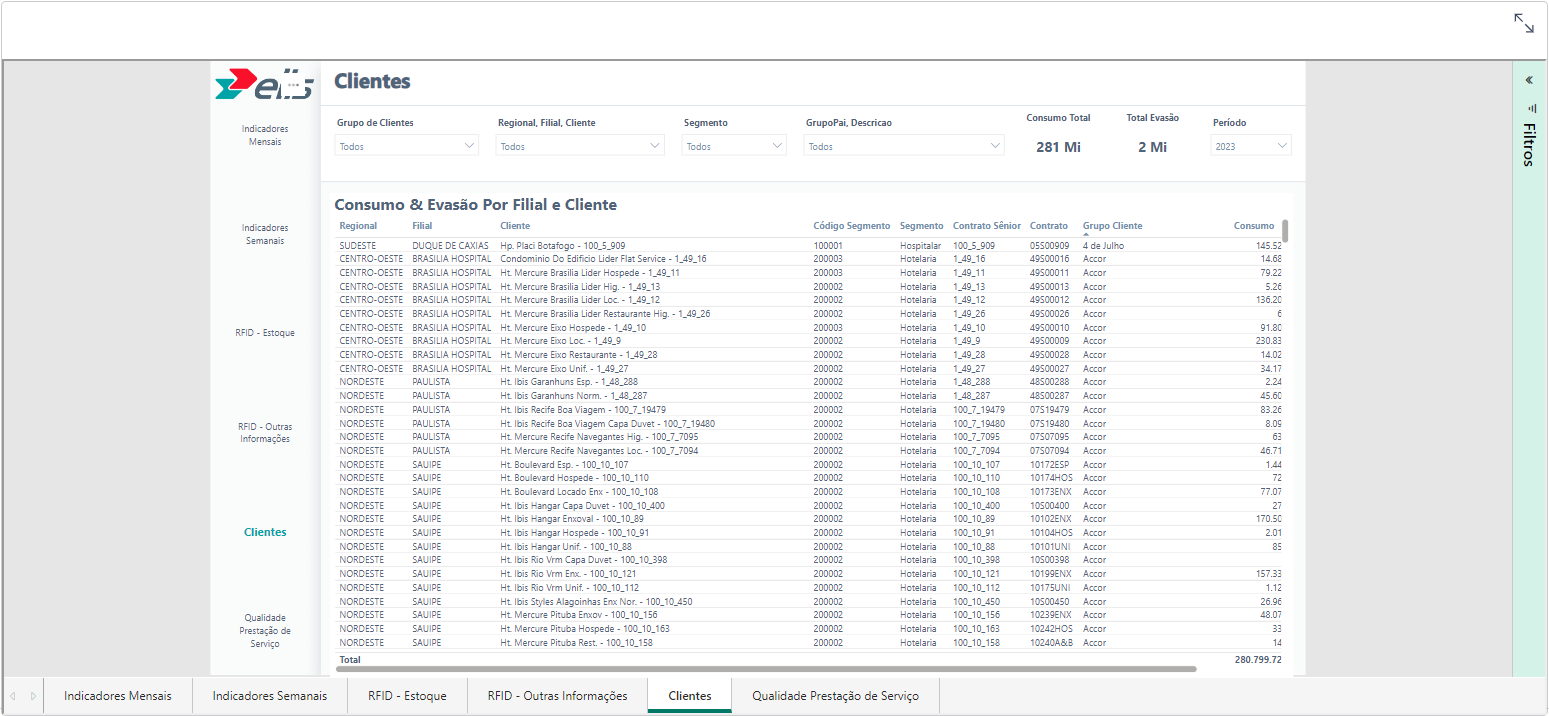 elis
Clientes
Indicadores
Mensais
Indicadores
Semanais
RFID - Estoque
RFID - Outras
Informações
Clientes
Qualidade
Prestação de
Serviço
Grupo de Clientes Regional, Filial, Cliente Segmento GrupoPai, Descricao Consumo Total Total Evasão Período
Todos Todos Todos Todos 281 Mi 2 Mi 2023
Filtros
Consumo & Evasão Por Filial e Cliente
Regional Filial Cliente Código Segmento Segmento Contrato Sênior Contrato Grupo Cliente Consumo
SUDESTE DUQUE DE CAXIAS Hp. Placi Botafogo - 100_5_909 100001 Hospitalar 100_5_909 05S00909 4 de Julho 145.52
CENTRO-OESTE BRASILIA HOSPITAL Condominio Do Edificio Lider Flat Service - 1_49_16 200003 Hotelaria 1_49_16 49S00016 Accor 14.68
CENTRO-OESTE BRASILIA HOSPITAL Ht. Mercure Brasilia Lider Hospede - 1_49_11 200003 Hotelaria 1_49_11 49S00011 Accor 79.22
CENTRO-OESTE BRASILIA HOSPITAL Ht. Mercure Brasilia Lider Hig. - 1_49_13 200002 Hotelaria 1_49_13 49S00013 Accor 5.26
CENTRO-OESTE BRASILIA HOSPITAL Ht. Mercure Brasilia Lider Loc. - 1_49_12 200002 Hotelaria 1_49_12 49S00012 Accor 136.20
CENTRO-OESTE BRASILIA HOSPITAL Ht. Mercure Brasilia Lider Restaurante Hig. - 1_49_26 200002 Hotelaria 1_49_26 49S00026 Accor 6
CENTRO-OESTE BRASILIA HOSPITAL Ht. Mercure Eixo Hospede - 1_49_10 200003 Hotelaria 1_49_10 49S00010 Accor 91.80
CENTRO-OESTE BRASILIA HOSPITAL Ht. Mercure Eixo Loc. - 1_49_9 200002 Hotelaria 1_49_9 49S00009 Accor 230.83
CENTRO-OESTE BRASILIA HOSPITAL Ht. Mercure Eixo Restaurante - 1_49_28 200002 Hotelaria 1_49_28 49S00028 Accor 14.02
CENTRO-OESTE BRASILIA HOSPITAL Ht. Mercure Eixo Unif. - 1_49_27 200002 Hotelaria 1_49_27 49S00027 Accor 34.17
NORDESTE PAULISTA Ht. Ibis Garanhuns Esp. - 1_48_288 200002 Hotelaria 1_48_288 48S00288 Accor 2.24
NORDESTE PAULISTA Ht. Ibis Garanhuns Norm. - 1_48_287 200002 Hotelaria 1_48_287 48S00287 Accor 45.60
NORDESTE PAULISTA Ht. Ibis Recife Boa Viagem - 100_7_19479 200002 Hotelaria 100_7_19479 07S19479 Accor 83.26
NORDESTE PAULISTA Ht. Ibis Recife Boa Viagem Capa Duvet - 100_7_19480 200002 Hotelaria 100_7_19480 07S19480 Accor 8.09
NORDESTE PAULISTA Ht. Mercure Recife Navegantes Hig. - 100_7_7095 200002 Hotelaria 100_7_7095 07S07095 Accor 63
NORDESTE PAULISTA Ht. Mercure Recife Navegantes Loc. - 100_7_7094 200002 Hotelaria 100_7_7094 07S07094 Accor 46.71
NORDESTE SAUIPE Ht. Boulevard Esp. - 100_10_107 200002 Hotelaria 100_10_107 10172ESP Accor 1.44
NORDESTE SAUIPE Ht. Boulevard Hospede - 100_10_110 200002 Hotelaria 100_10_110 10174HOS Accor 72
NORDESTE SAUIPE Ht. Boulevard Locado Enx - 100_10_108 200002 Hotelaria 100_10_108 10173ENX Accor 77.07
NORDESTE SAUIPE Ht. Ibis Hangar Capa Duvet - 100_10_400 200002 Hotelaria 100_10_400 10S00400 Accor 27
NORDESTE SAUIPE Ht. Ibis Hangar Enxoval - 100_10_89 200002 Hotelaria 100_10_89 10102ENX Accor 170.50
NORDESTE SAUIPE Ht. Ibis Hangar Hospede - 100_10_91 200002 Hotelaria 100_10_91 10104HOS Accor 2.01
NORDESTE SAUIPE Ht. Ibis Hangar Unif. - 100_10_88 200002 Hotelaria 100_10_88 10101UNI Accor 85
NORDESTE SAUIPE Ht. Ibis Rio Vrm Capa Duvet - 100_10_398 200002 Hotelaria 100_10_398 10S00398 Accor
NORDESTE SAUIPE Ht. Ibis Rio Vrm Enx. - 100_10_121 200002 Hotelaria 100_10_121 10199ENX Accor 157.33
NORDESTE SAUIPE Ht. Ibis Rio Vrm Unif. - 100_10_112 200002 Hotelaria 100_10_112 10175UNI Accor 1.12
NORDESTE SAUIPE Ht. Ibis Styles Alagoinhas Enx Nor. - 100_10_450 200002 Hotelaria 100_10_450 10S00450 Accor 26.96
NORDESTE SAUIPE Ht. Mercure Pituba Enxov - 100_10_156 200002 Hotelaria 100_10_156 10239ENX Accor 48.07
NORDESTE SAUIPE Ht. Mercure Pituba Hospede - 100_10_163 200002 Hotelaria 100_10_163 10242HOS Accor 33
NORDESTE SAUIPE Ht. Mercure Pituba Rest. - 100_10_158 200002 Hotelaria 100_10_158 10240A&B Accor 14
Total 280.799.72
Indicadores Mensais Indicadores Semanais RFID - Estoque RFID - Outras Informações Clientes Qualidade Prestação de Serviço